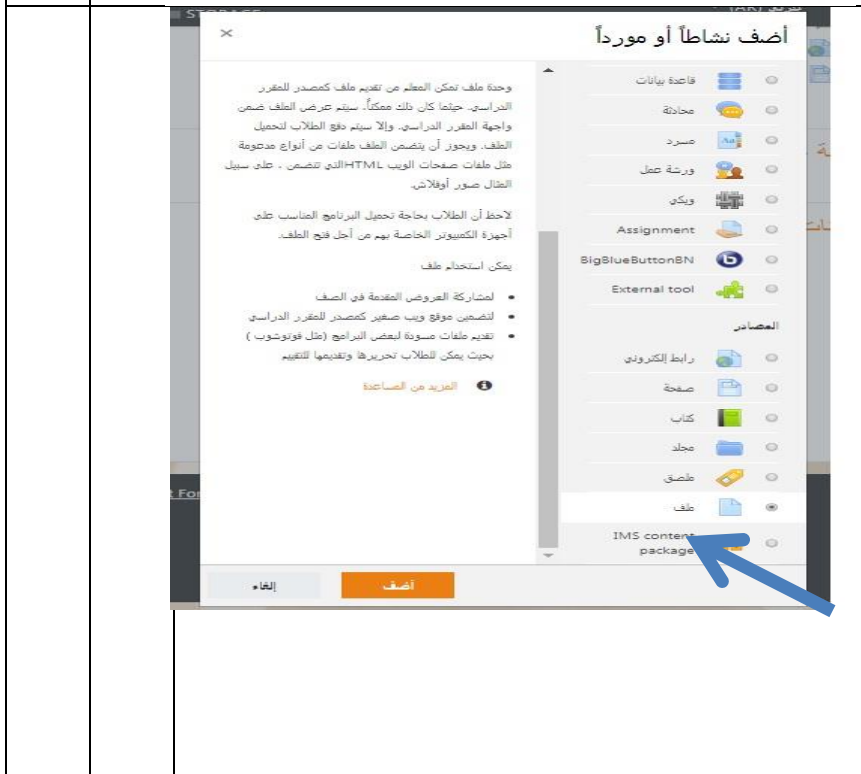 أضف نشاطاً أو مورداً
×
قاعدة بيانات
محادثة
مسرد
ورشة عمل
ويكي
Assignment
BigBlueButtonBN
External tool
المصادر
رابط إلكتروني
صفحة
كتاب
مجلد
ملصق
ملف
IMS content
package
وحدة ملف تمكن المعلم من تقديم ملف كمصدر للمقرر
الدراسي. حيثما كان ذلك ممكناً. سيتم عرض الملف ضمن
واجهة المقرر الدراسي. وإلا سيتم دفع الطلاب لتحميل
الملف. ويجوز أن يتضمن الملف ملفات من أنواع مدعومة
مثل ملفات صفحات الويب HTMLالتي تتضمن ، على سبيل
المثال صور أوفلاش.
لاحظ أن الطلاب بحاجة تحميل البرنامج المناسب على
أجهزة الكمبيوتر الخاصة بهم من أجل فتح الملف.
يمكن استخدام ملف
لمشاركة العروض المقدمة في الصف
لتضمين موقع ويب صغير كمصدر للمقرر الدراسي
تقديم ملفات مسودة لبعض البرامج (مثل فوتوشوب )
بحيث يمكن للطلاب تحريرها وتقديمها للتقييم
المزيد من المساعدة
أضف
إلغاء